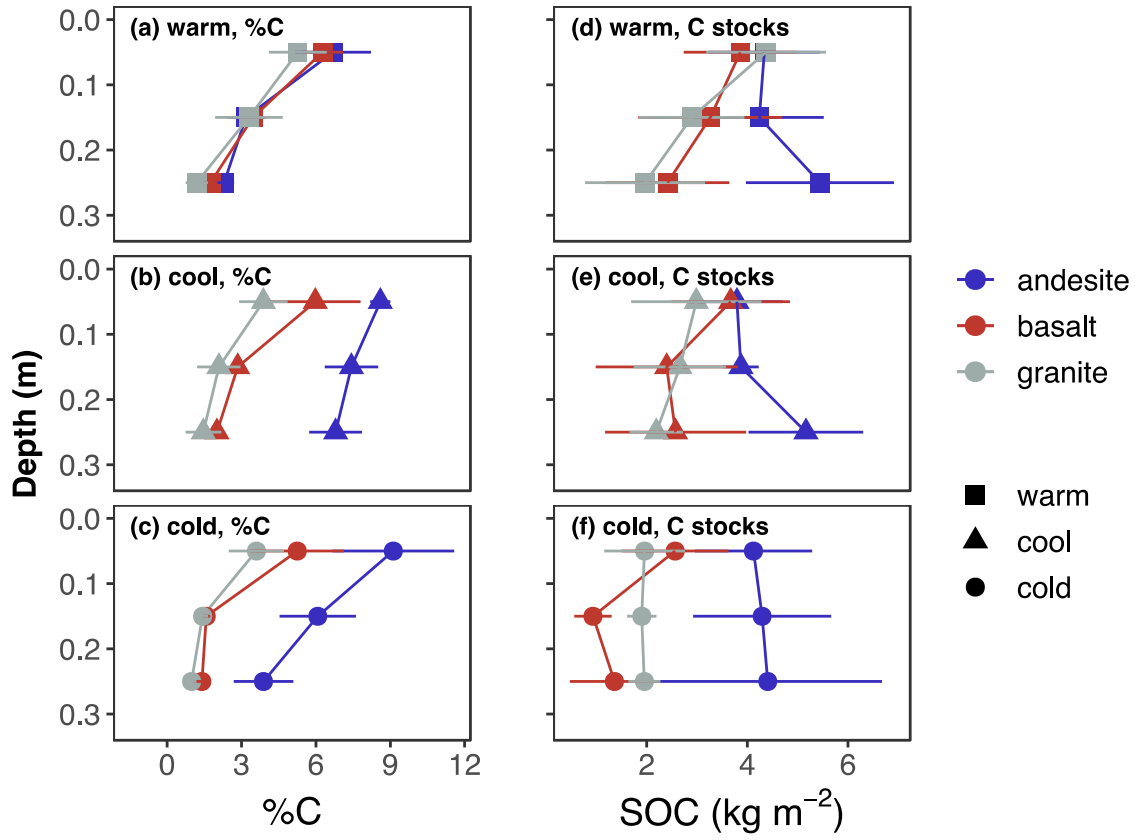 (a) warm, %C
(d) warm, C stocks
0.0
0.1
0.2
0.3
(b) cool, %C
(e) cool, C stocks
0.0
0.1
0.2
0.3
(c) cold, %C
(f) cold, C stocks
0.0
0.1
0.2
0.3
Depth (m)
0 3 6 9 12
2 4 6
%C
SOC (kg m⁻²)
andesite
basalt
granite
warm
cool
cold